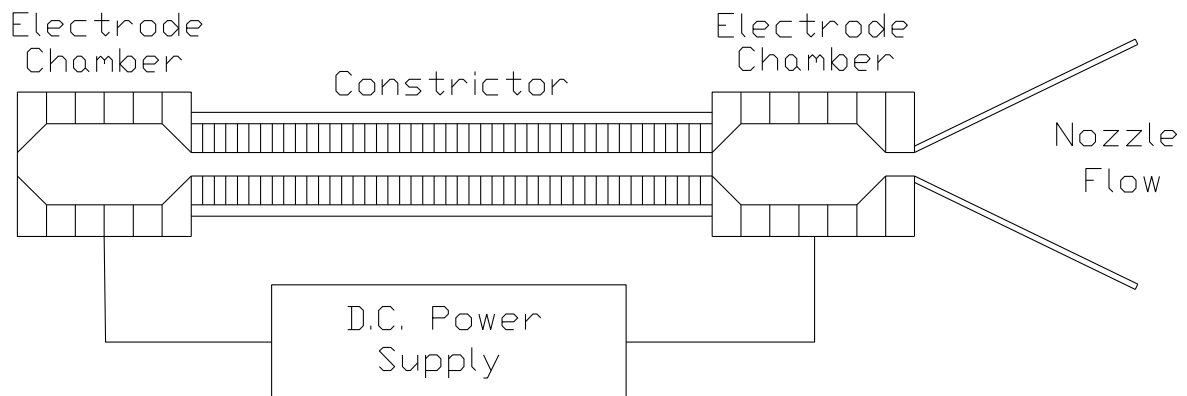 Electrode
Chamber
Constrictor
Electrode
Chamber
Nozzle
Flow
D.C. Power
Supply